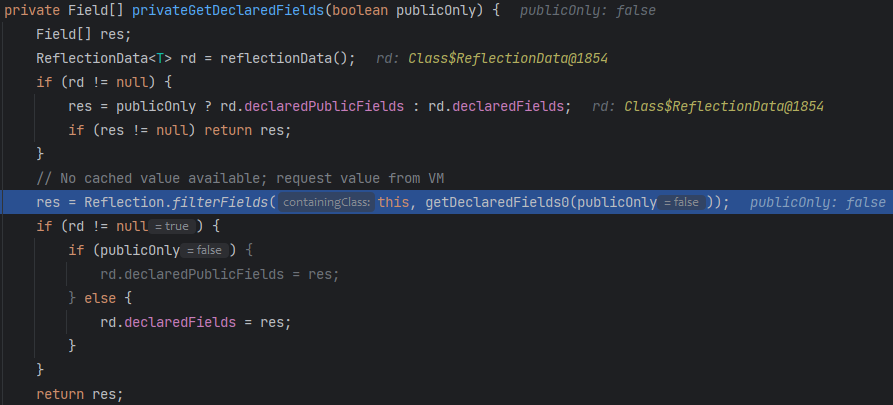 private Field[] privateGetDeclaredFields(boolean publicOnly) { publicOnly: false
Field[] res;
ReflectionData<T> rd = reflectionData(); rd: Class$ReflectionData@1854
if (rd != null) {
res = publicOnly ? rd.declaredPublicFields : rd.declaredFields; rd: Class$ReflectionData@1854
if (res != null) return res;
}
// No cached value available; request value from VM
res = Reflection.filterFields( containingClass: this, getDeclaredFields0(publicOnly = false )); publicOnly: false
if (rd != null = true ) {
if (publicOnly = false ) {
rd.declaredPublicFields = res;
} else {
rd.declaredFields = res;
}
}
return res;